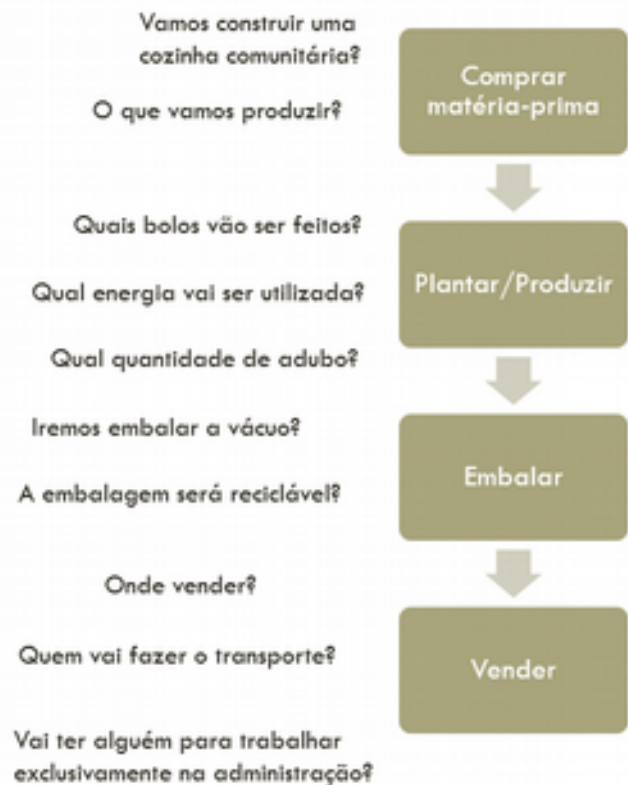 Vamos construir uma
cozinha comunitária?
Comprar
matéria-prima
O que vamos produzir?
Quais bolos vão ser feitos?
Plantar/Produzir
Qual energia vai ser utilizada?
Qual quantidade de adubo?
Iremos embalar a vácuo?
Embalar
A embalagem será reciclável?
Onde vender?
Quem vai fazer o transporte?
Vender
Vai ter alguém para trabalhar
exclusivamente na administração?